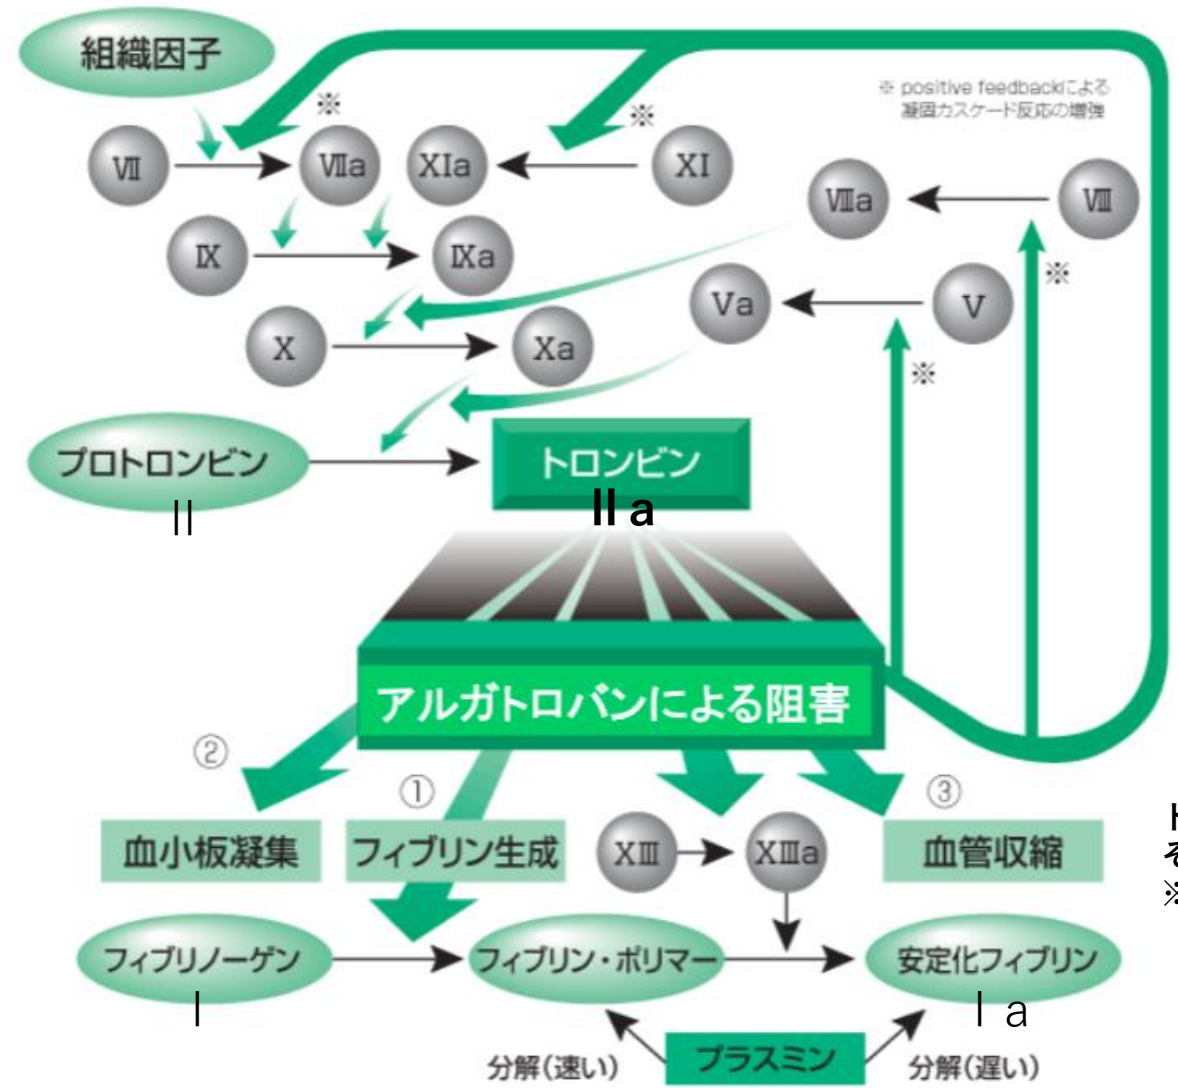 組織因子
※ positive feedbackによる
凝固カスケード反応の増強
※
※
Ⅶ
Ⅶa
XIa
XI
Ⅷa
Ⅷ
Ⅸ
Ⅸa
※
Va
V
X
Xa
※
プロトロンビン
II
トロンビン
II a
アルガトロバンによる阻害
②
①
③
血小板凝集
フィブリン生成
XⅢ
XⅢa
血管収縮
フィブリノーゲン
I
フィブリン・ポリマー
安定化フィブリン
I a
分解(速い)
プラスミン
分解(遅い)
※